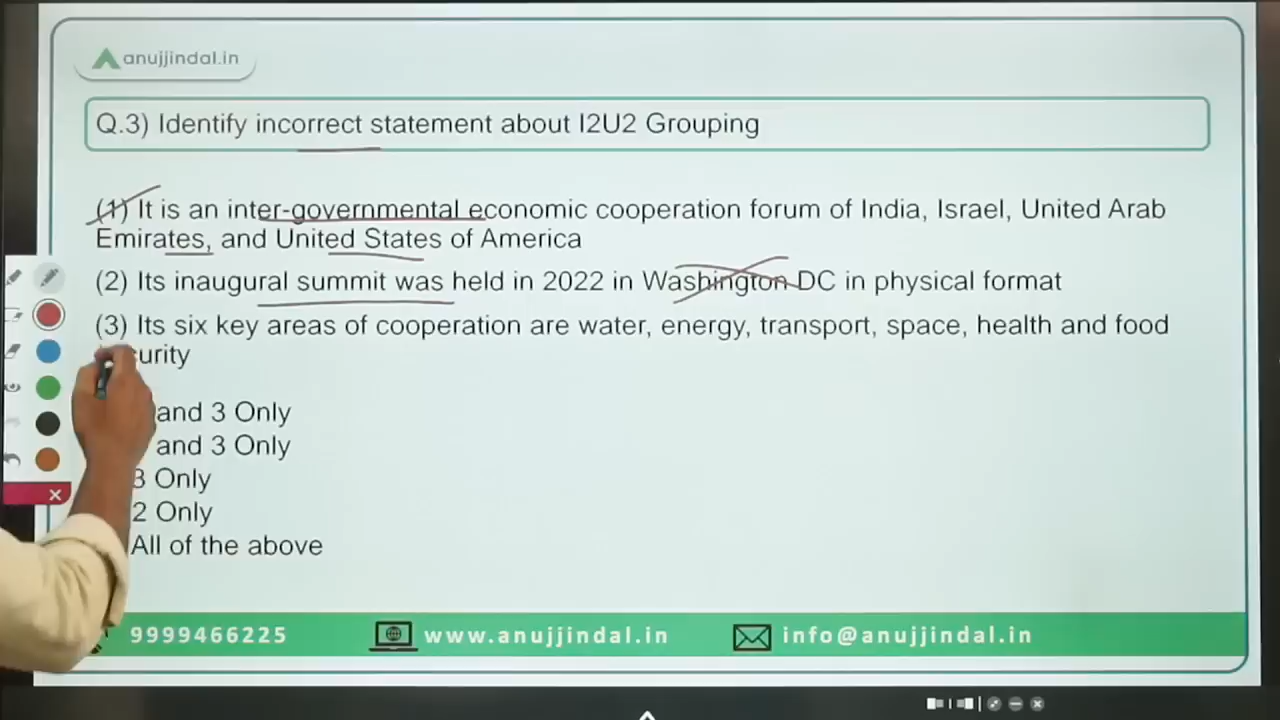 anujjindal.in
Q.3) Identify incorrect statement about I2U2 Grouping
(1) It is an inter-governmental economic cooperation forum of India, Israel, United Arab
Emirates, and United States of America
(2) Its inaugural summit was held in 2022 in Washington DC in physical format
(3) Its six key areas of cooperation are water, energy, transport, space, health and food
and 3 Only
and 3 Only
3 Only
2 Only
All of the above
9999466225
www.anujjindal.in
info@anujjindal.in